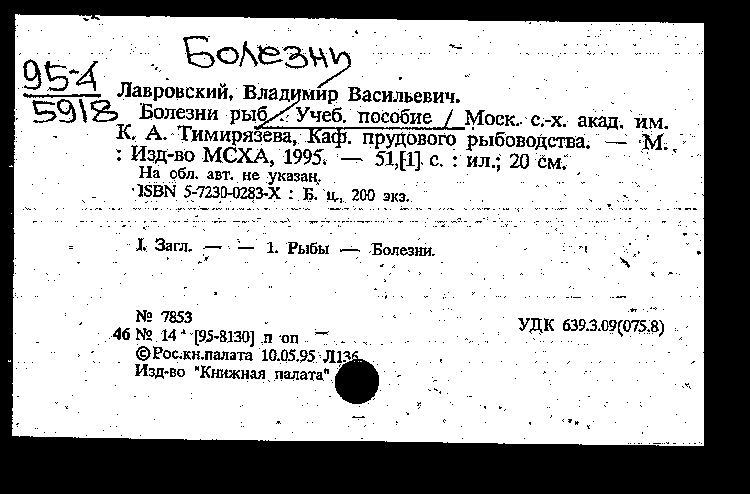 Болезни
95-4
5918
Лавровский, Владимир Васильевич.
Болезни рыб : Учеб. пособие / Моск. с.-х. акад. им.
К. А. Тимирязева, Каф. прудового рыбоводства. — М.
: Изд-во МСХА, 1995. — 51,[1] с. : ил.; 20 см.
На обл. авт. не указан.
ISBN 5-7230-0283-X : Б. ц., 200 экз.
I. Загл. — — 1. Рыбы — Болезни.
№ 7853
46 № 14 [95-8130] п оп
УДК 639.3.09(075.8)
©Рос.кн.палата 10.05.95 Л136
Изд-во "Книжная палата"